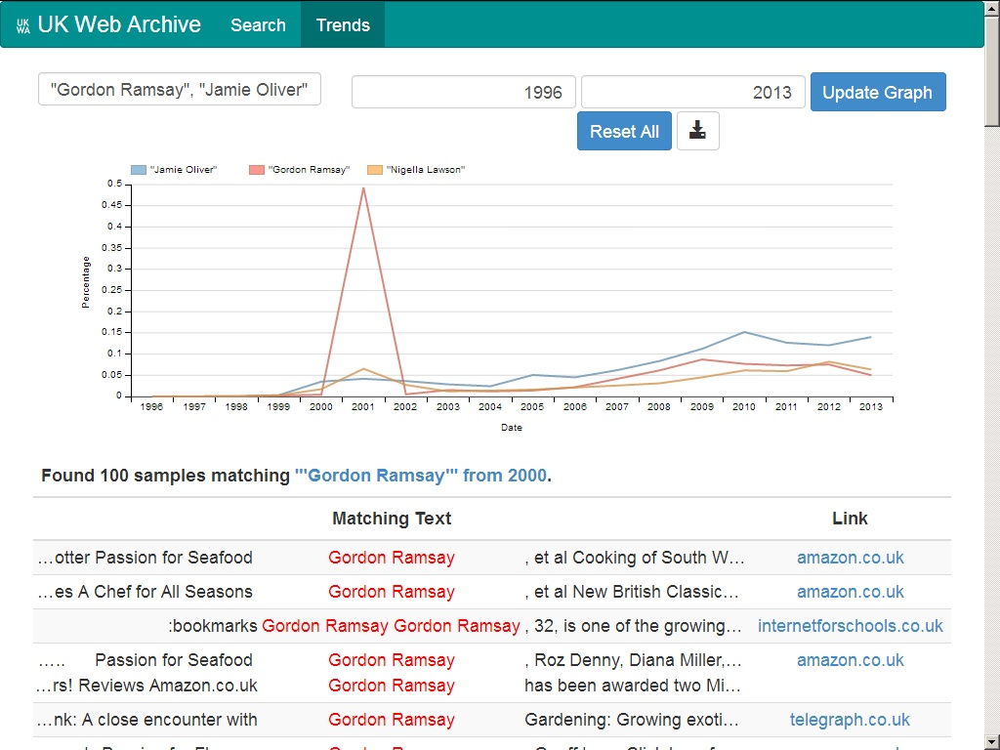 UK WA UK Web Archive Search Trends
"Gordon Ramsay", "Jamie Oliver" 1996 2013 Update Graph
Reset All
"Jamie Oliver" "Gordon Ramsay" "Nigella Lawson"
0.5
0.45
0.4
0.35
0.3
0.25
0.2
0.15
0.1
0.05
0
Percentage
1996 1997 1998 1999 2000 2001 2002 2003 2004 2005 2006 2007 2008 2009 2010 2011 2012 2013
Date
Found 100 samples matching '"Gordon Ramsay"' from 2000.
Matching Text Link
...otter Passion for Seafood Gordon Ramsay , et al Cooking of South W... amazon.co.uk
...es A Chef for All Seasons Gordon Ramsay , et al New British Classic... amazon.co.uk
:bookmarks Gordon Ramsay Gordon Ramsay , 32, is one of the growing... internetforschools.co.uk
..... Passion for Seafood Gordon Ramsay , Roz Denny, Diana Miller,... amazon.co.uk
...rs! Reviews Amazon.co.uk Gordon Ramsay has been awarded two Mi...
...nk: A close encounter with Gordon Ramsay Gardening: Growing exoti... telegraph.co.uk